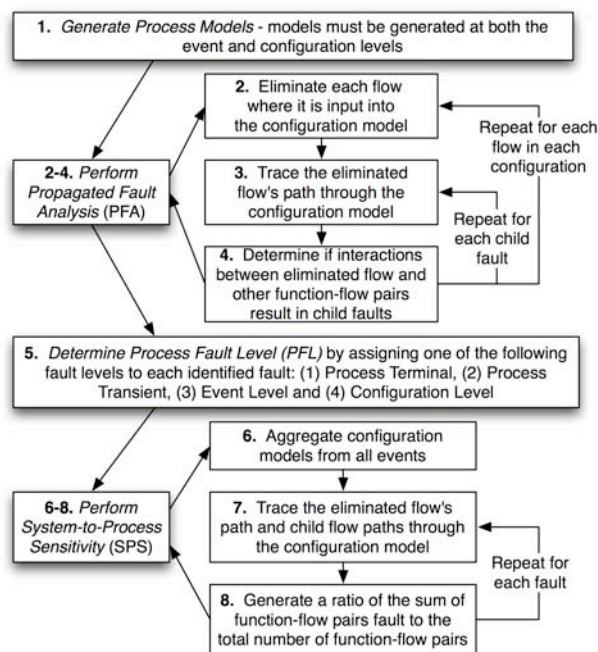 1. Generate Process Models - models must be generated at both the
event and configuration levels
2. Eliminate each flow
where it is input into
the configuration model
Repeat for each
flow in each
configuration
2-4. Perform
Propagated Fault
Analysis (PFA)
3. Trace the eliminated
flow's path through the
configuration model
Repeat for
each child
fault
4. Determine if interactions
between eliminated flow and
other function-flow pairs
result in child faults
5. Determine Process Fault Level (PFL) by assigning one of the following
fault levels to each identified fault: (1) Process Terminal, (2) Process
Transient, (3) Event Level and (4) Configuration Level
6. Aggregate configuration
models from all events
6-8. Perform
System-to-Process
Sensitivity (SPS)
7. Trace the eliminated flow's
path and child flow paths through
the configuration model
Repeat for
each fault
8. Generate a ratio of the sum of
function-flow pairs fault to the
total number of function-flow pairs